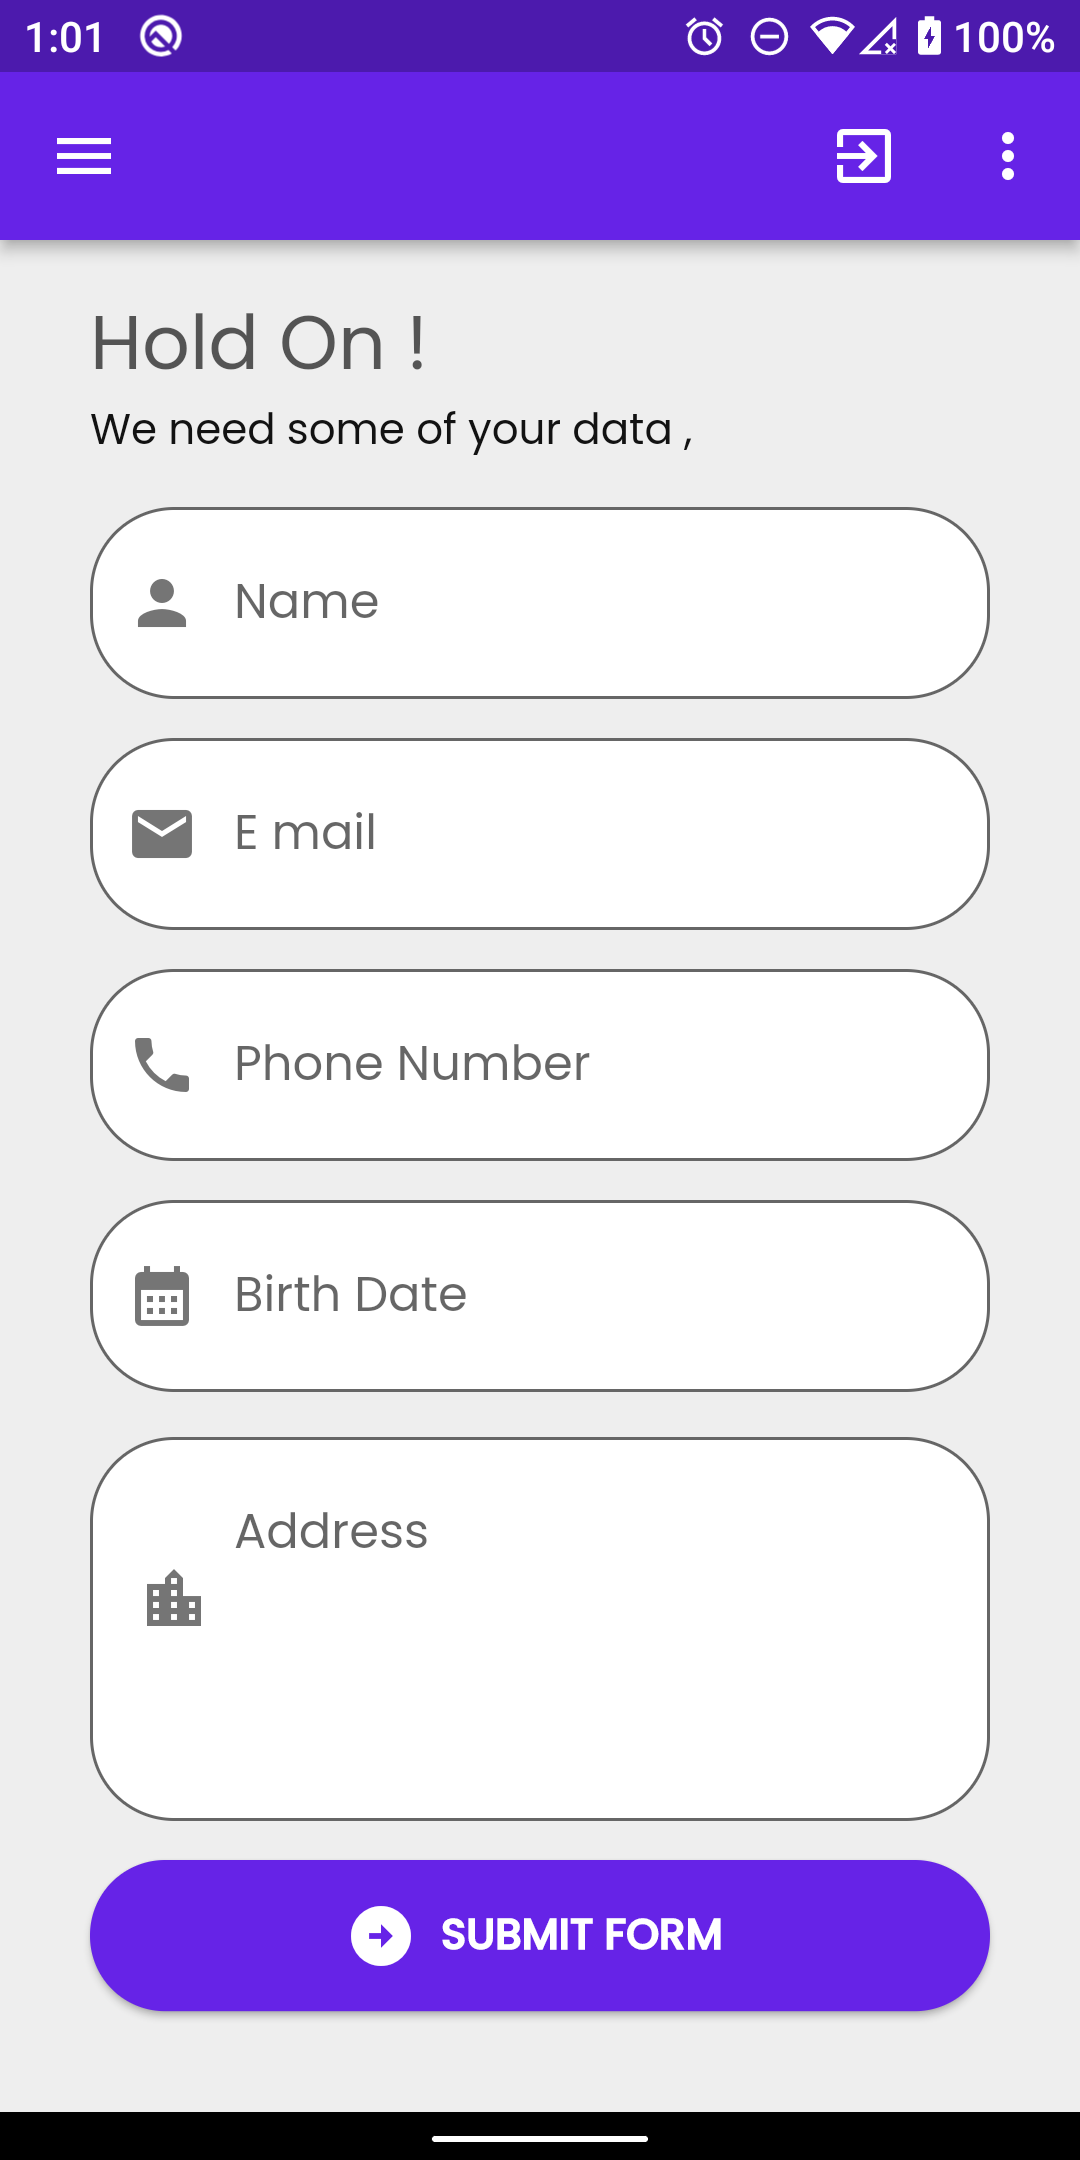 1:01
100%
Hold On !
We need some of your data ,
Name
E mail
Phone Number
Birth Date
Address
SUBMIT FORM